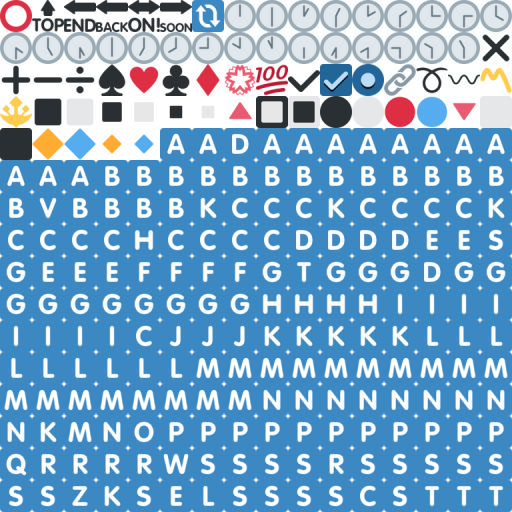 TOP END BACK ON! SOON
100
A A D A A A A A A A A
A A A B B B B B B B B B B B B B
B V B B B B K C C C K C C C C K
C C C C H C C C C D D D D E E S
G E E E F F F F G T G G G D G G
G G G G G G G G H H H H I I I I
I I I I C J J J K K K K K L L L
L L L L L L M M M M M M M M M M
M M M M M M M M N N N N N N N N
N K M N O P P P P P P P P P P P
Q R R R R W S S S S R S S S S S
S S Z K S E L S S S S C S T T T